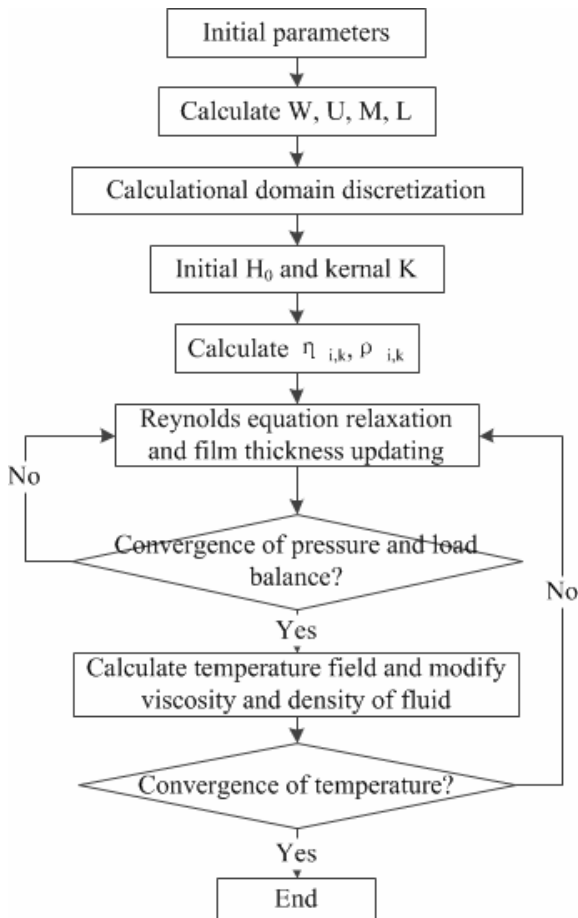 Initial parameters
Calculate W, U, M, L
Calculational domain discretization
Initial H₀ and kernal K
Calculate η i,k, ρ i,k
Reynolds equation relaxation
and film thickness updating
No
Convergence of pressure and load
balance?
No
Yes
Calculate temperature field and modify
viscosity and density of fluid
Convergence of temperature?
Yes
End